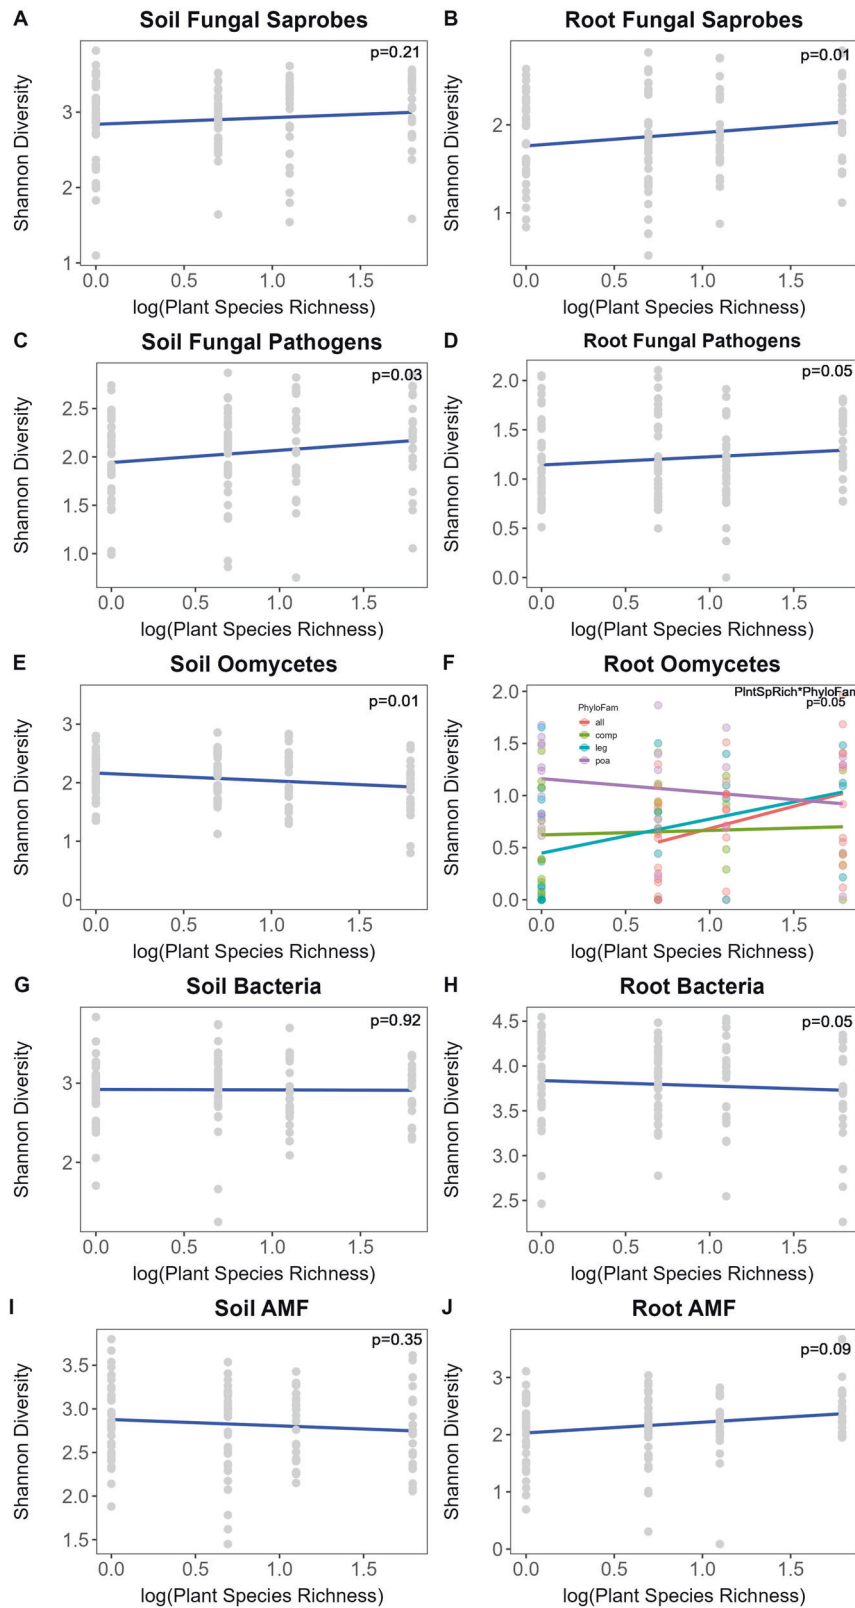 A
Soil Fungal Saprobes
p=0.21
Shannon Diversity
3
2
1
0.0 0.5 1.0 1.5
log(Plant Species Richness)
B
Root Fungal Saprobes
p=0.01
Shannon Diversity
2
1
0.0 0.5 1.0 1.5
log(Plant Species Richness)
C
Soil Fungal Pathogens
p=0.03
Shannon Diversity
2.5
2.0
1.5
1.0
0.0 0.5 1.0 1.5
log(Plant Species Richness)
D
Root Fungal Pathogens
p=0.05
Shannon Diversity
2.0
1.5
1.0
0.5
0.0
0.0 0.5 1.0 1.5
log(Plant Species Richness)
E
Soil Oomycetes
p=0.01
Shannon Diversity
3
2
1
0
0.0 0.5 1.0 1.5
log(Plant Species Richness)
F
Root Oomycetes
PlntSpRich*PhyloFam
p=0.05
PhyloFam
all
comp
leg
poa
Shannon Diversity
2.0
1.5
1.0
0.5
0.0
0.0 0.5 1.0 1.5
log(Plant Species Richness)
G
Soil Bacteria
p=0.92
Shannon Diversity
3
2
0.0 0.5 1.0 1.5
log(Plant Species Richness)
H
Root Bacteria
p=0.05
Shannon Diversity
4.5
4.0
3.5
3.0
2.5
0.0 0.5 1.0 1.5
log(Plant Species Richness)
I
Soil AMF
p=0.35
Shannon Diversity
3.5
3.0
2.5
2.0
1.5
0.0 0.5 1.0 1.5
log(Plant Species Richness)
J
Root AMF
p=0.09
Shannon Diversity
3
2
1
0
0.0 0.5 1.0 1.5
log(Plant Species Richness)